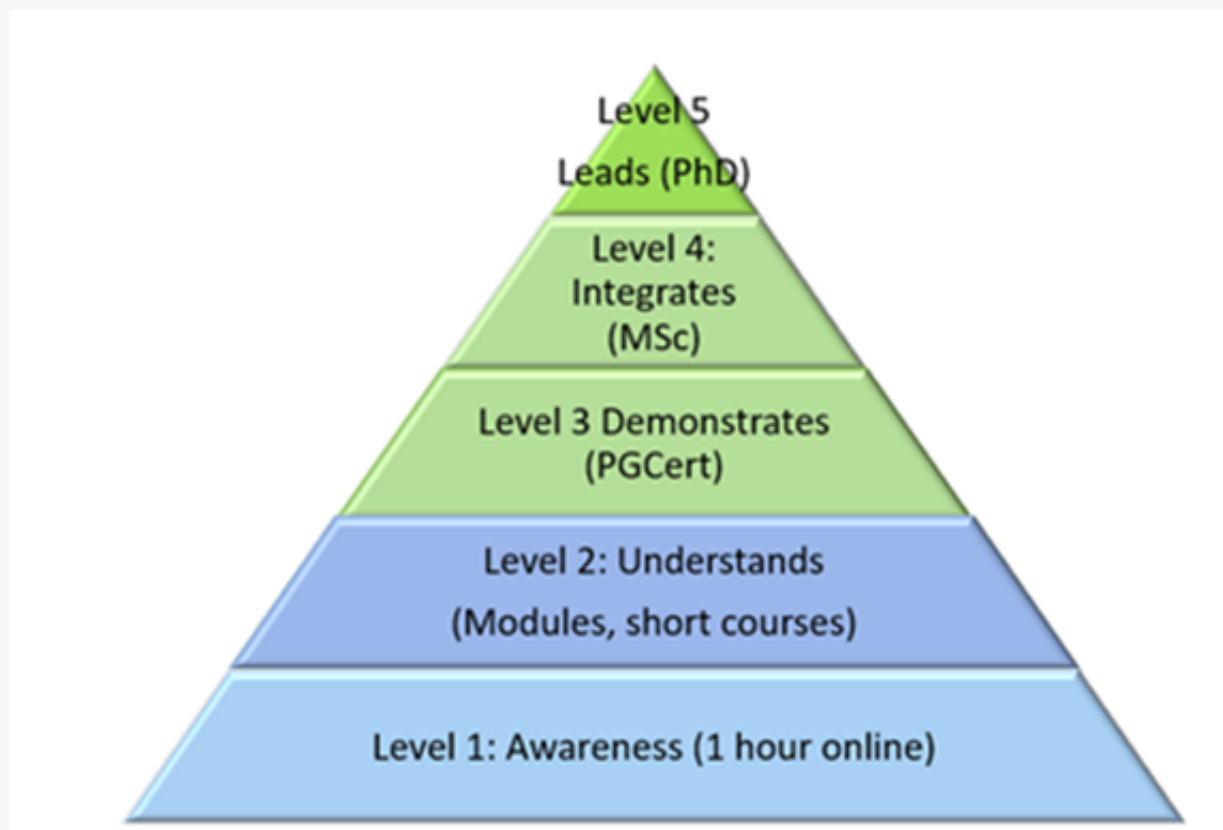 Level 5
Leads (PhD)
Level 4:
Integrates
(MSc)
Level 3 Demonstrates
(PGCert)
Level 2: Understands
(Modules, short courses)
Level 1: Awareness (1 hour online)